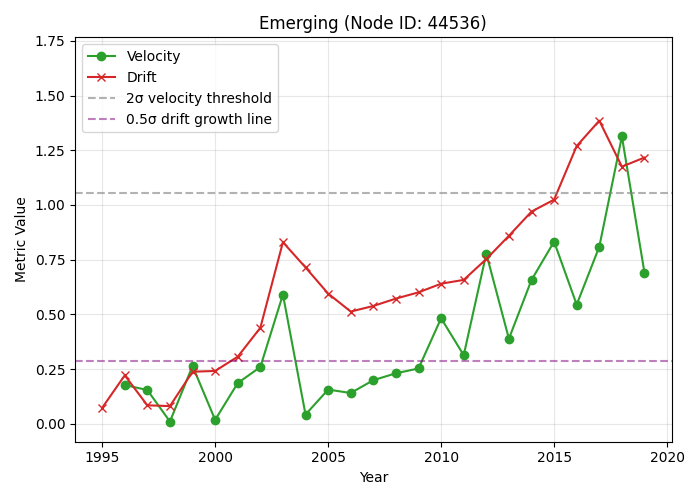 Emerging (Node ID: 44536)
Velocity
Drift
2σ velocity threshold
0.5σ drift growth line
Metric Value
1.75
1.50
1.25
1.00
0.75
0.50
0.25
0.00
1995
2000
2005
2010
2015
2020
Year